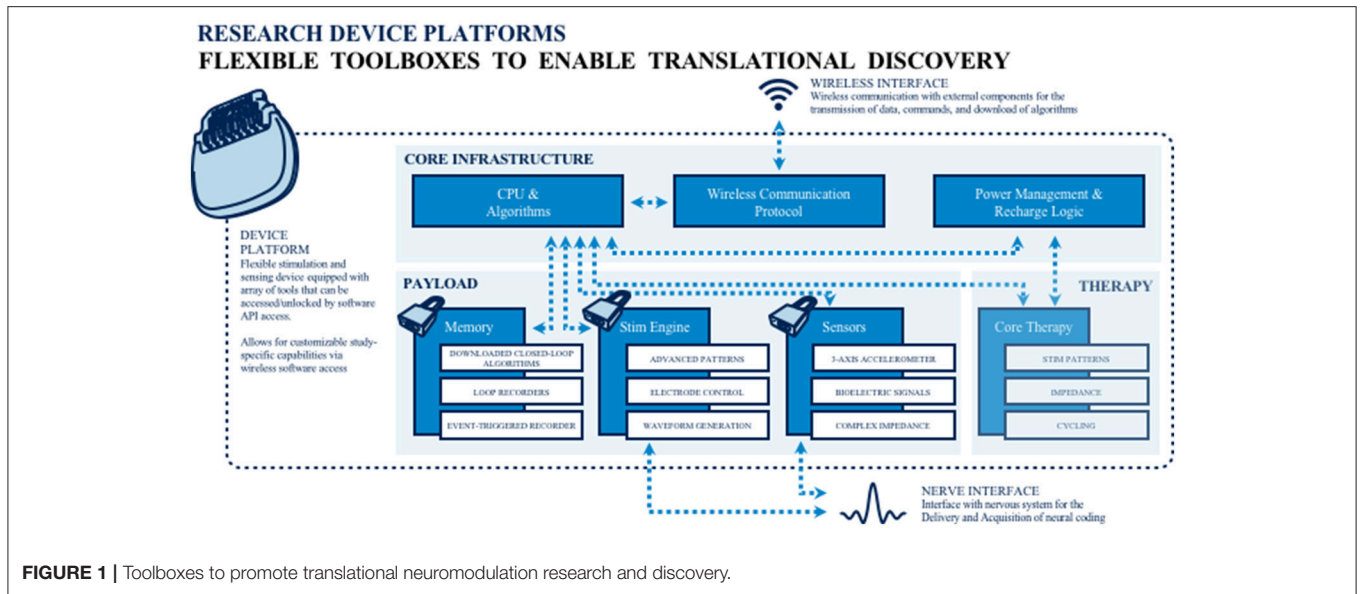 RESEARCH DEVICE PLATFORMS
FLEXIBLE TOOLBOXES TO ENABLE TRANSLATIONAL DISCOVERY
WIRELESS INTERFACE
Wireless communication with external components for the
transmission of data, commands, and download of algorithms
CORE INFRASTRUCTURE
CPU &
Algorithms
Wireless Communication
Protocol
Power Management &
Recharge Logic
DEVICE
PLATFORM
Flexible stimulation and
sensing device equipped with
array of tools that can be
accessed/unlocked by software
API access.
Allows for customizable study-
specific capabilities via
wireless software access
PAYLOAD
THERAPY
Memory
DOWNLOADED CLOSED-LOOP
ALGORITHMS
LOOP RECORDERS
EVENT-TRIGGERED RECORDER
Stim Engine
ADVANCED PATTERNS
ELECTRODE CONTROL
WAVEFORM GENERATION
Sensors
3-AXIS ACCELEROMETER
BIOELECTRIC SIGNALS
COMPLEX IMPEDANCE
Core Therapy
STIM PATTERNS
IMPEDANCE
CYCLING
NERVE INTERFACE
Interface with nervous system for the
Delivery and Acquisition of neural coding
FIGURE 1 | Toolboxes to promote translational neuromodulation research and discovery.